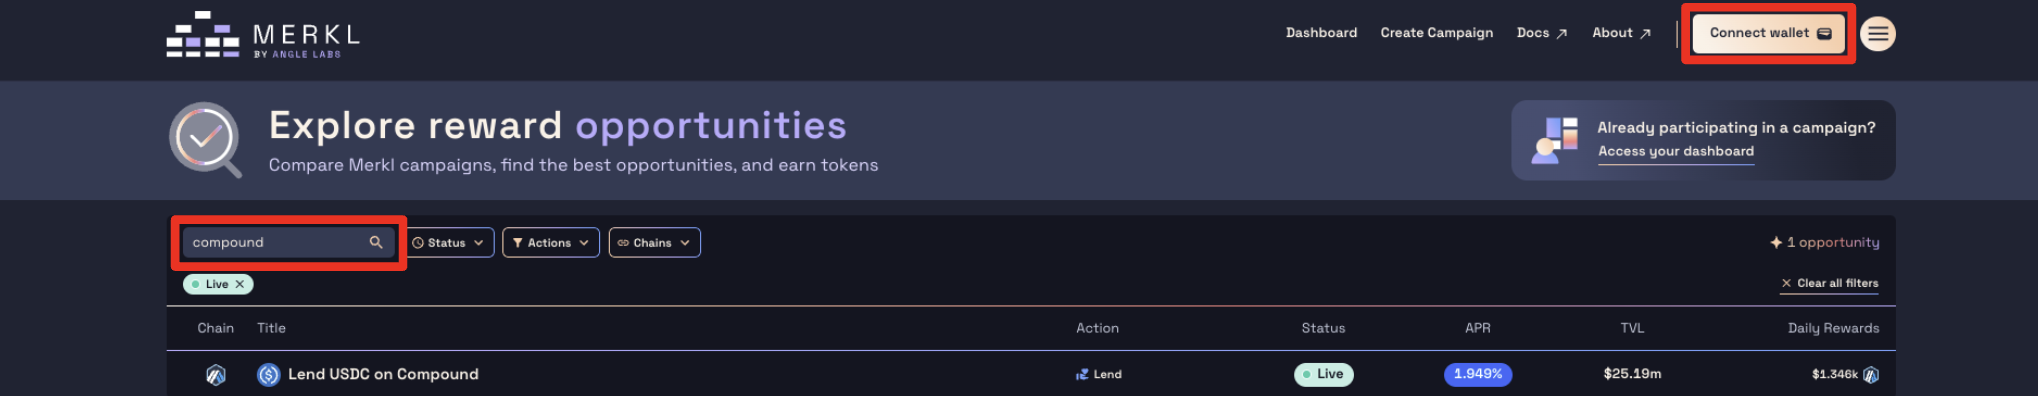 MERKL
BY ANGLE LABS
Dashboard Create Campaign Docs About Connect wallet
Explore reward opportunities
Compare Merkl campaigns, find the best opportunities, and earn tokens
Already participating in a campaign?
Access your dashboard
compound Status Actions Chains 1 opportunity
Live Clear all filters
Chain Title Action Status APR TVL Daily Rewards
Lend USDC on Compound Lend Live 1.949% $25.19m $1.346k